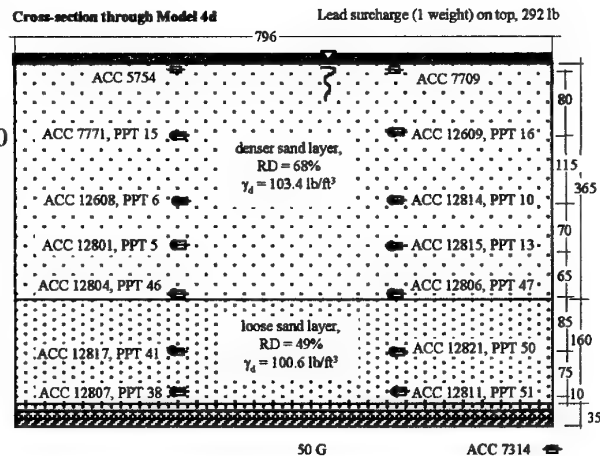 Cross-section through Model 4d
Lead surcharge (1 weight) on top, 292 lb
796
ACC 5754
ACC 7709
80
0
ACC 7771, PPT 15
ACC 12609, PPT 16
denser sand layer,
RD = 68%
γd = 103.4 lb/ft³
115
365
ACC 12608, PPT 6
ACC 12814, PPT 10
70
ACC 12801, PPT 5
ACC 12815, PPT 13
65
ACC 12804, PPT 46
ACC 12806, PPT 47
85
loose sand layer,
RD = 49%
γd = 100.6 lb/ft³
160
ACC 12817, PPT 41
ACC 12821, PPT 50
75
ACC 12807, PPT 38
ACC 12811, PPT 51
10
35
50 G
ACC 7314